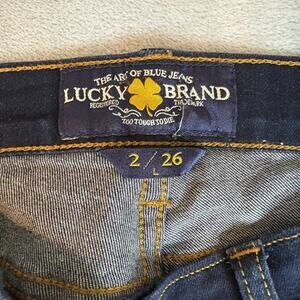 THE ART OF BLUE JEANS
LUCKY BRAND
REGISTERED TRADEMARK
TOO TOUGH TO DIE
2 / 26
L